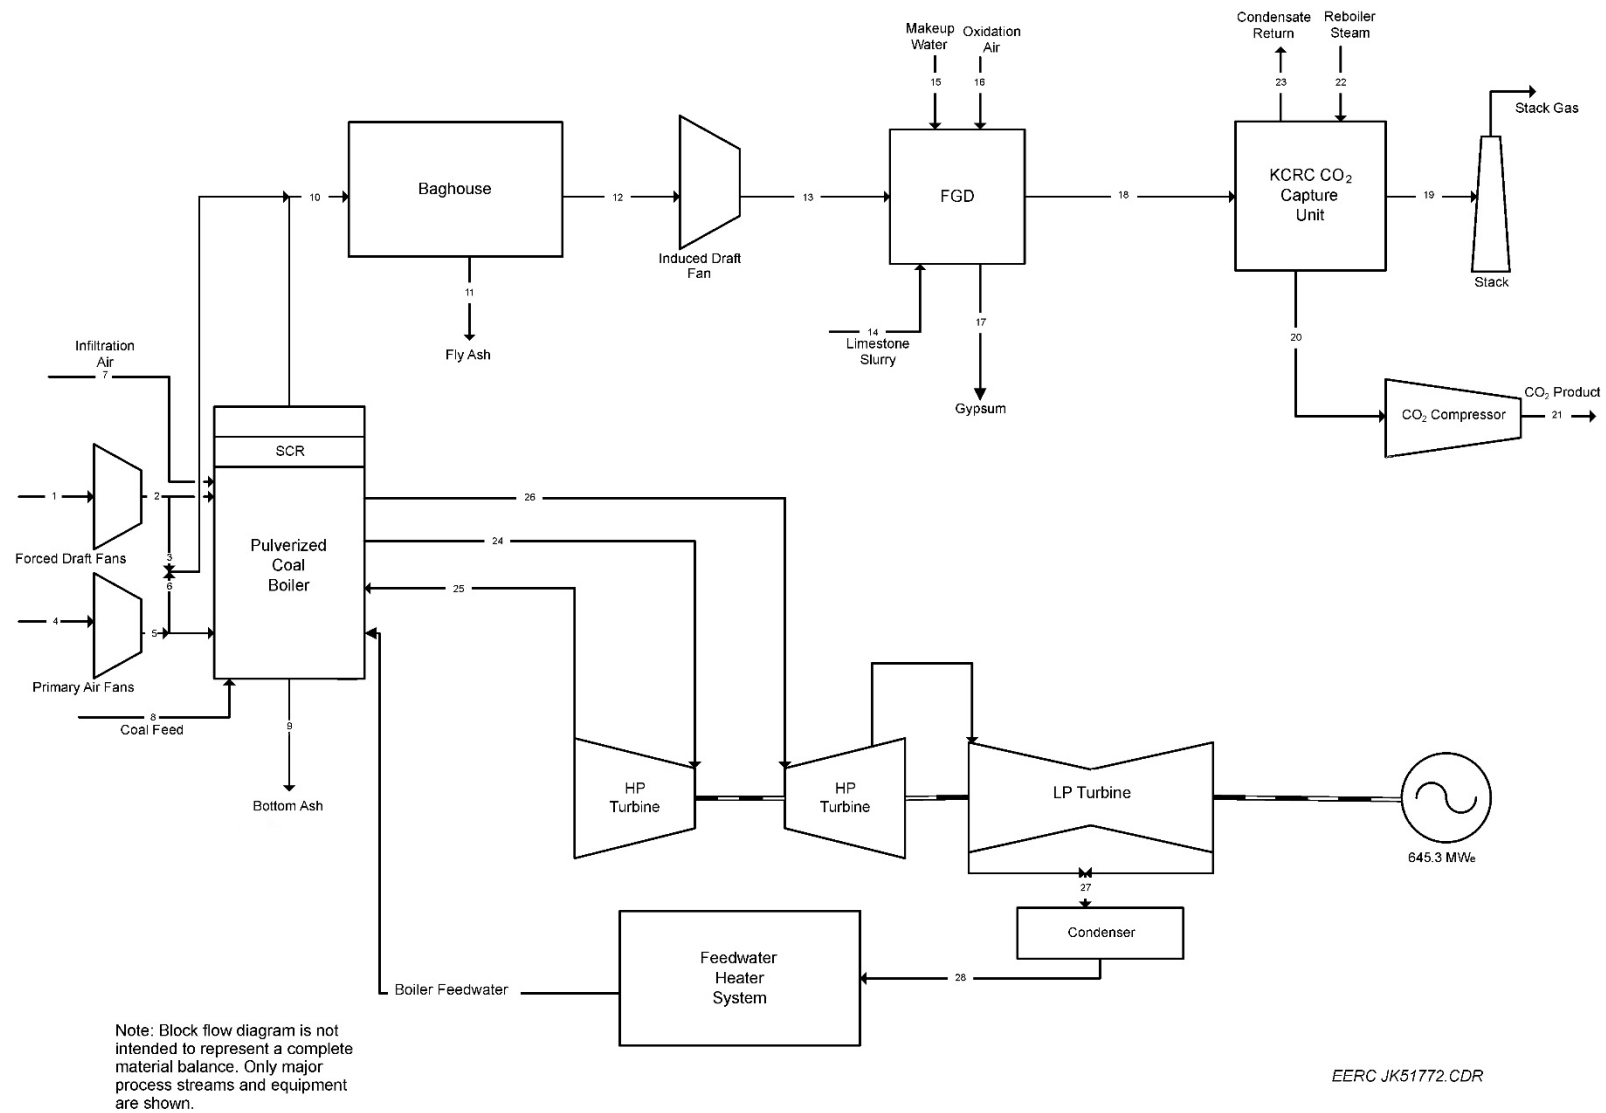 Makeup
Water
Oxidation
Air
Condensate
Return
Reboiler
Steam
15
16
23
22
Stack Gas
Baghouse
10
12
13
FGD
18
KCRC CO₂
Capture
Unit
19
Induced Draft
Fan
Stack
11
Fly Ash
14
Limestone
Slurry
17
Gypsum
20
CO₂ Compressor
CO₂ Product
21
Infiltration
Air
7
SCR
1
2
Forced Draft Fans
3
6
Pulverized
Coal
Boiler
26
24
25
4
5
Primary Air Fans
8
Coal Feed
9
Bottom Ash
HP
Turbine
HP
Turbine
LP Turbine
645.3 MWe
27
Condenser
28
Feedwater
Heater
System
Boiler Feedwater
Note: Block flow diagram is not
intended to represent a complete
material balance. Only major
process streams and equipment
are shown.
EERC JK51772.CDR